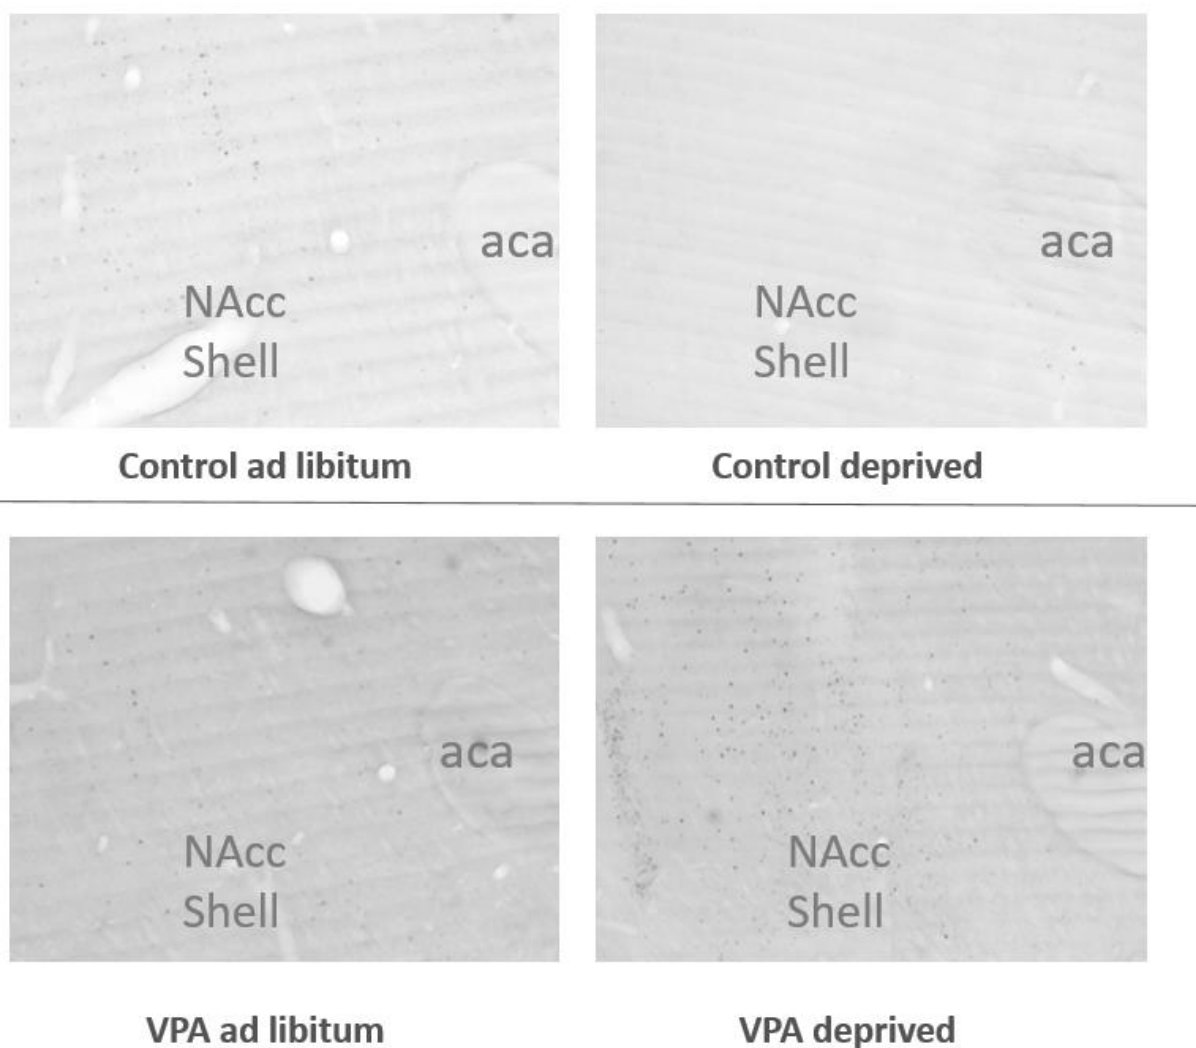 aca
NAcc
Shell
Control ad libitum
aca
NAcc
Shell
Control deprived
aca
NAcc
Shell
VPA ad libitum
aca
NAcc
Shell
VPA deprived